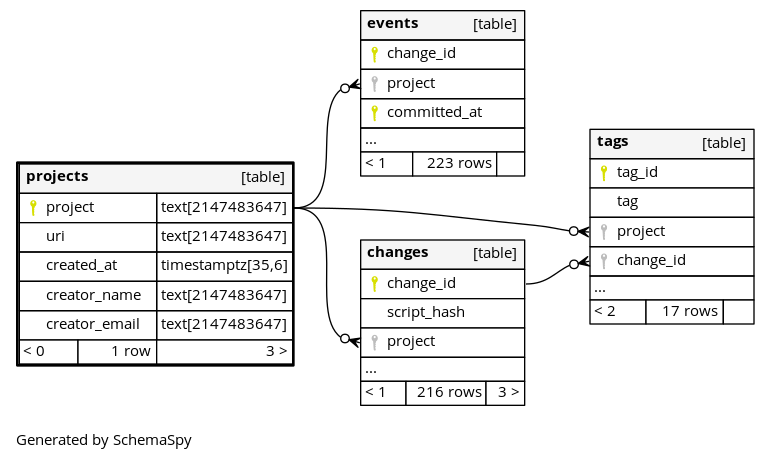 events [table]
change_id
project
committed_at
...
< 1 223 rows
projects [table]
project text[2147483647]
uri text[2147483647]
created_at timestamptz[35,6]
creator_name text[2147483647]
creator_email text[2147483647]
< 0 1 row 3 >
changes [table]
change_id
script_hash
project
...
< 1 216 rows 3 >
tags [table]
tag_id
tag
project
change_id
...
< 2 17 rows
Generated by SchemaSpy